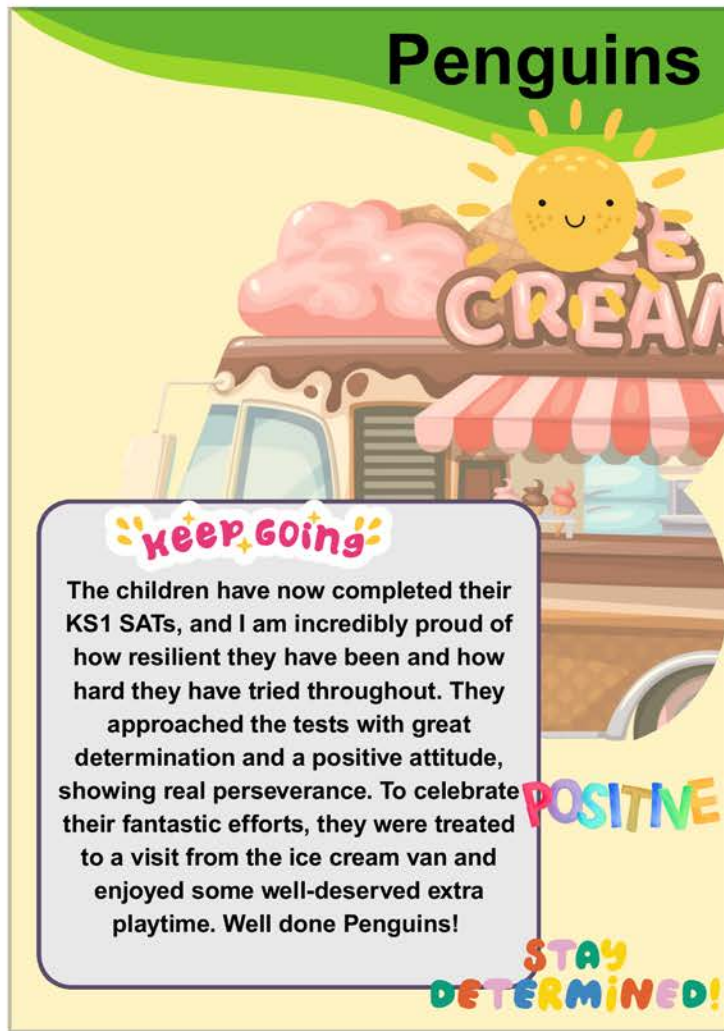 Penguins
ICE
CREAM
Keep Going
The children have now completed their
KS1 SATs, and I am incredibly proud of
how resilient they have been and how
hard they have tried throughout. They
approached the tests with great
determination and a positive attitude,
showing real perseverance. To celebrate
their fantastic efforts, they were treated
to a visit from the ice cream van and
enjoyed some well-deserved extra
playtime. Well done Penguins!
POSITIVE
STAY
DETERMINED!